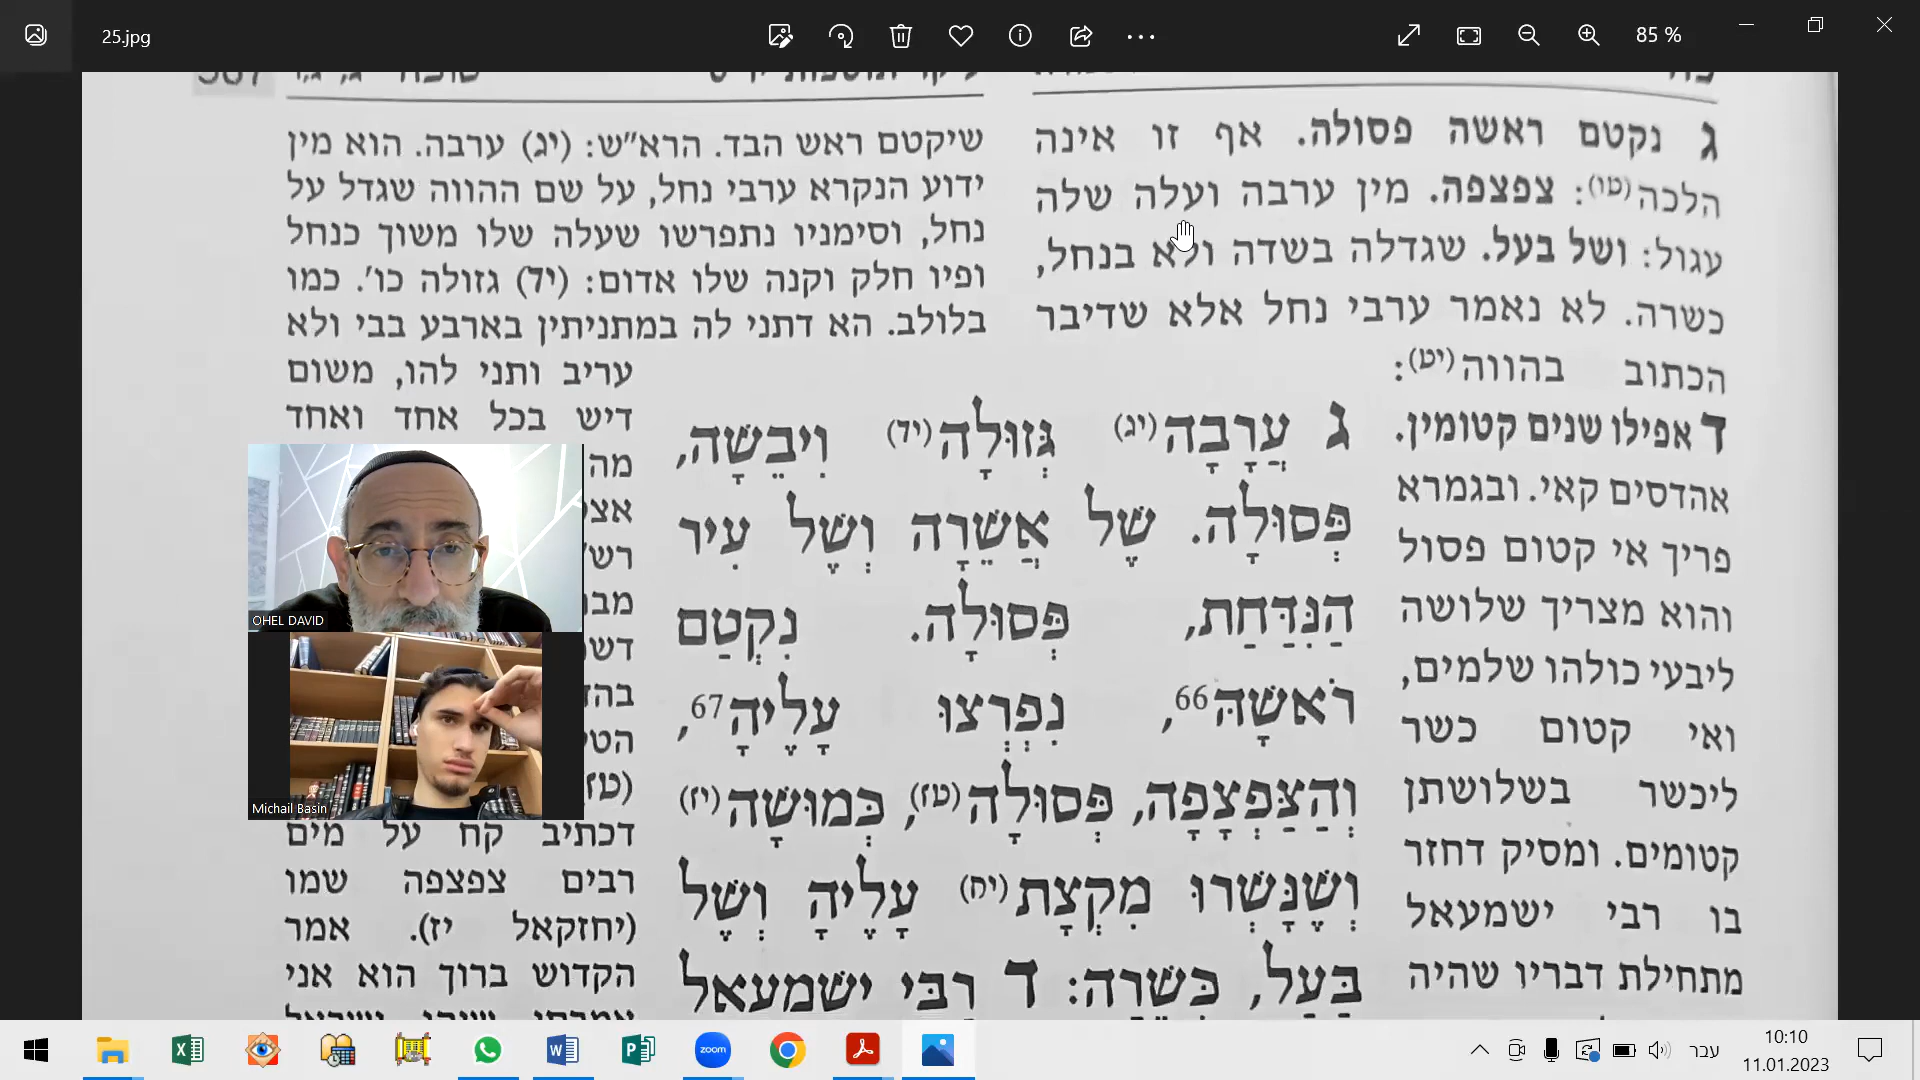 25.jpg
85 %
ג נקטם ראשה פסולה. אף זו אינה
הלכה(טו): צפצפה. מין ערבה ועלה שלה
עגול: ושל בעל. שגדלה בשדה ולא בנחל,
כשרה. לא נאמר ערבי נחל אלא שדיבר
הכתוב בהווה(יט):
ד אפילו שנים קטומין.
אהדסים קאי. ובגמרא
פריך אי קטום פסול
והוא מצריך שלושה
ליבעי כולהו שלמים,
ואי קטום כשר
ליכשר בשלושתן
קטומים. ומסיק דחזר
בו רבי ישמעאל
מתחילת דבריו שהיה
ג עֲרָבָה(יג) גְּזוּלָה(יד) וִיבֵשָׁה,
פְּסוּלָה. שֶׁל אֲשֵׁרָה וְשֶׁל עִיר
הַנִּדַּחַת, פְּסוּלָה. נִקְטַם
רֹאשָׁהּ66, נִפְרְצוּ עָלֶיהָ67,
וְהַצַּפְצָפָה, פְּסוּלָה(טז), כְּמוּשָׁה(יז)
וְשֶׁנָּשְׁרוּ מִקְצָת(יח) עָלֶיהָ וְשֶׁל
בַּעַל, כְּשֵׁרָה: ד רַבִּי יִשְׁמָעֵאל
שיקטם ראש הבד. הרא״ש: (יג) ערבה. הוא מין
ידוע הנקרא ערבי נחל, על שם ההווה שגדל על
נחל, וסימניו נתפרשו שעלה שלו משוך כנחל
ופיו חלק וקנה שלו אדום: (יד) גזולה כו׳. כמו
בלולב. הא דתני לה במתניתין בארבע בבי ולא
עריב ותני להו, משום
דיש בכל אחד ואחד
מה
דכתיב קח על מים
רבים צפצפה שמו
(יחזקאל יז). אמר
הקדוש ברוך הוא אני
OHEL DAVID
Michail Basin
zoom
עבר
10:10
11.01.2023